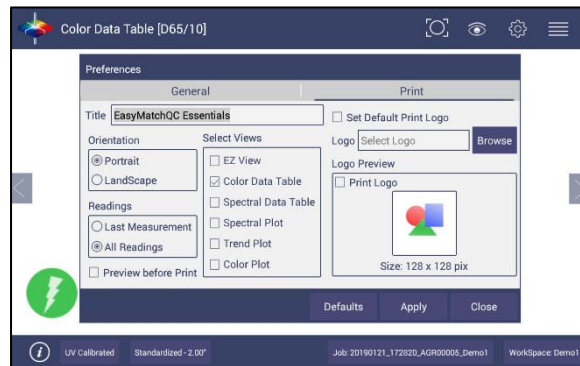 Color Data Table [D65/10]
Preferences
General Print
Title EasyMatchQC Essentials
Set Default Print Logo
Orientation
Portrait
LandScape
Readings
Last Measurement
All Readings
Preview before Print
Select Views
EZ View
Color Data Table
Spectral Data Table
Spectral Plot
Trend Plot
Color Plot
Logo Select Logo Browse
Logo Preview
Print Logo
Size: 128 x 128 pix
Defaults Apply Close
UV Calibrated Standardized - 2.00" Job: 20190121_172820_AGR00005_Demo1 WorkSpace: Demo1